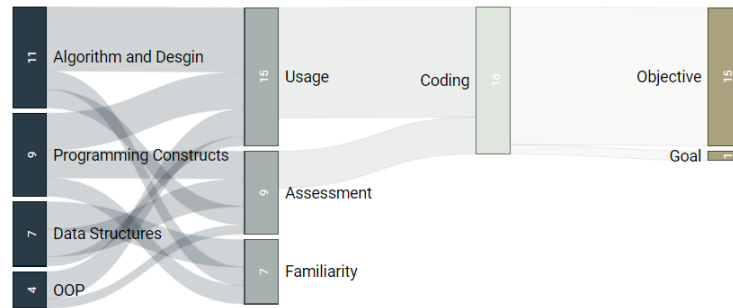 11
Algorithm and Desgin
9
Programming Constructs
7
Data Structures
4
OOP
15
Usage
9
Assessment
7
Familiarity
Coding
16
Objective
15
Goal
1